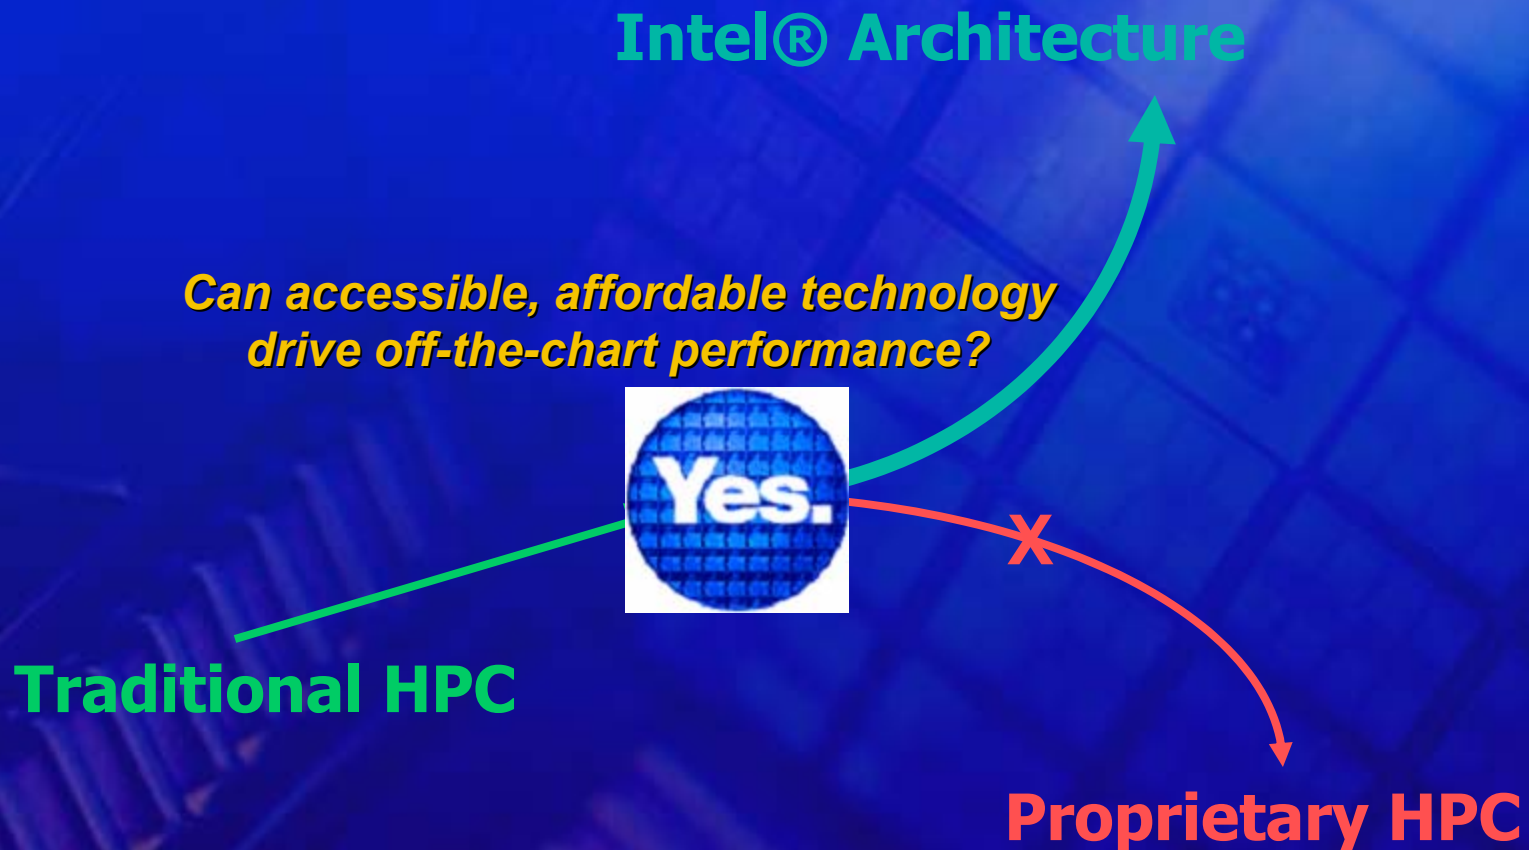 Intel® Architecture
Can accessible, affordable technology
drive off-the-chart performance?
Yes.
X
Traditional HPC
Proprietary HPC